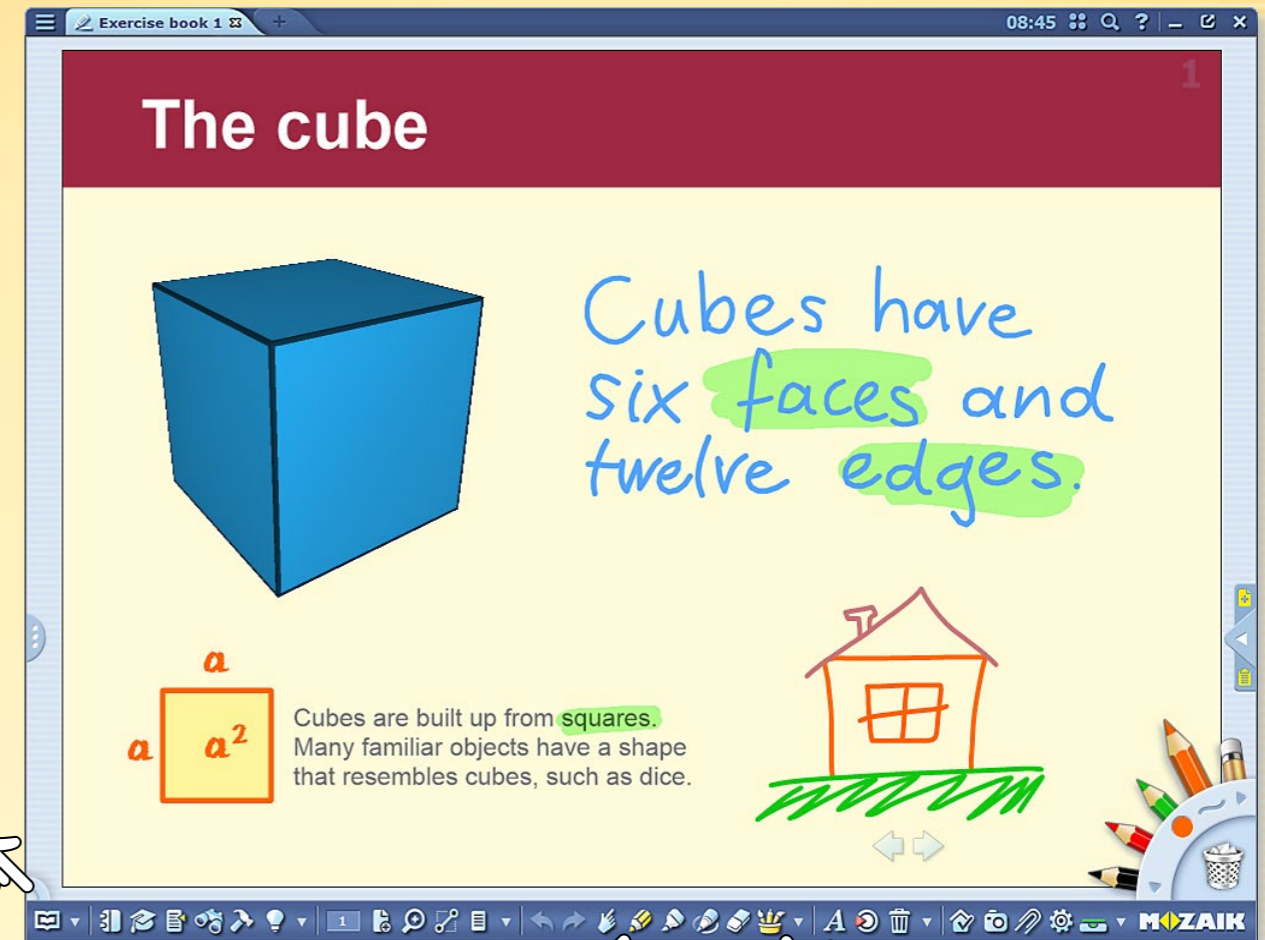 Exercise book 1
08:45
1
The cube
Cubes have
six faces and
twelve edges.
a
a a²
Cubes are built up from squares.
Many familiar objects have a shape
that resembles cubes, such as dice.
1
A
MOZAIK